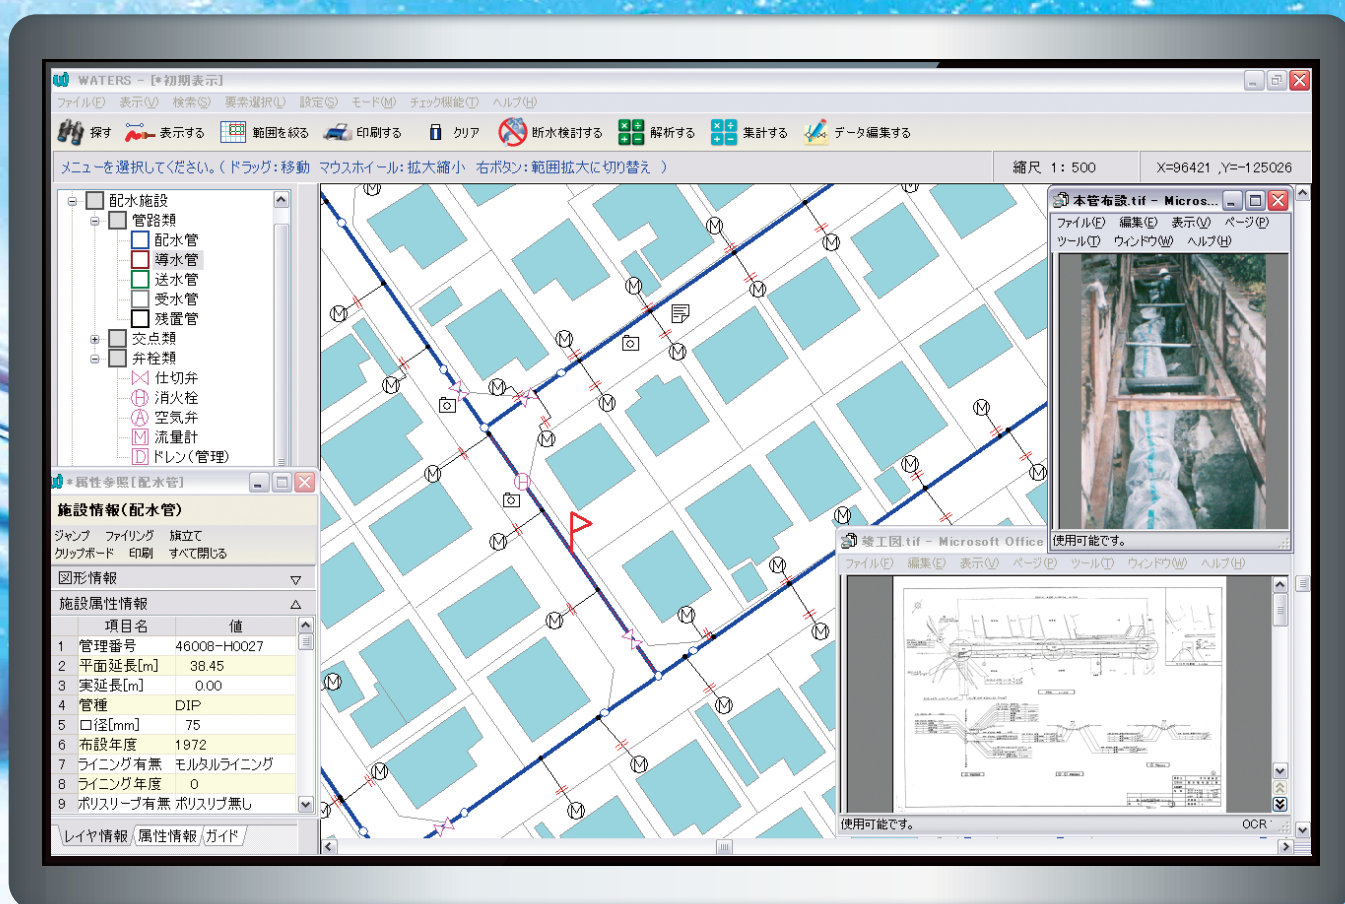 WATERS - [*初期表示]
ファイル(F) 表示(V) 検索(S) 要素選択(L) 設定(S) モード(M) チェック機能(T) ヘルプ(H)
探す 表示する 範囲を絞る 印刷する クリア 断水検討する 解析する 集計する データ編集する
メニューを選択してください。(ドラッグ:移動 マウスホイール:拡大縮小 右ボタン:範囲拡大に切り替え )
縮尺 1: 500 X=96421 ,Y=-125026
配水施設
管路類
配水管
導水管
送水管
受水管
残置管
交点類
弁栓類
仕切弁
H 消火栓
A 空気弁
M 流量計
D ドレン(管理)
*属性参照[配水管]
施設情報(配水管)
ジャンプ ファイリング 旗立て
クリップボード 印刷 すべて閉じる
図形情報
施設属性情報
項目名 値
1 管理番号 46008-H0027
2 平面延長[m] 38.45
3 実延長[m] 0.00
4 管種 DIP
5 口径[mm] 75
6 布設年度 1972
7 ライニング有無 モルタルライニング
8 ライニング年度 0
9 ポリスリーブ有無 ポリスリブ無し
レイヤ情報 属性情報 ガイド
本管布設.tif - Micros...
ファイル(F) 編集(E) 表示(V) ページ(P)
ツール(T) ウィンドウ(W) ヘルプ(H)
使用可能です。
竣工図.tif - Microsoft Office
ファイル(F) 編集(E) 表示(V) ページ(P) ツール(T) ウィンドウ(W) ヘルプ(H)
使用可能です。
OCR